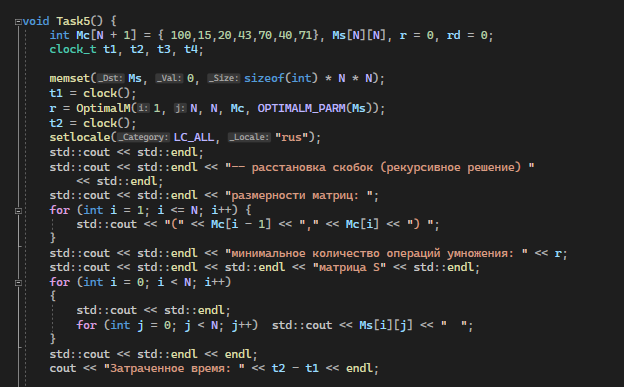 void Task5() {
int Mc[N + 1] = { 100,15,20,43,70,40,71}, Ms[N][N], r = 0, rd = 0;
clock_t t1, t2, t3, t4;
memset(_Dst: Ms, _Val: 0, _Size: sizeof(int) * N * N);
t1 = clock();
r = OptimalM(i: 1, j: N, N, Mc, OPTIMALM_PARM(Ms));
t2 = clock();
setlocale(_Category: LC_ALL, _Locale: "rus");
std::cout << std::endl;
std::cout << std::endl << "-- расстановка скобок (рекурсивное решение) "
<< std::endl;
std::cout << std::endl << "размерности матриц: ";
for (int i = 1; i <= N; i++) {
std::cout << "(" << Mc[i - 1] << "," << Mc[i] << ") ";
}
std::cout << std::endl << "минимальное количество операций умножения: " << r;
std::cout << std::endl << std::endl << "матрица S" << std::endl;
for (int i = 0; i < N; i++)
{
std::cout << std::endl;
for (int j = 0; j < N; j++)  std::cout << Ms[i][j] << "  ";
}
std::cout << std::endl << endl;
cout << "Затраченное время: " << t2 - t1 << endl;